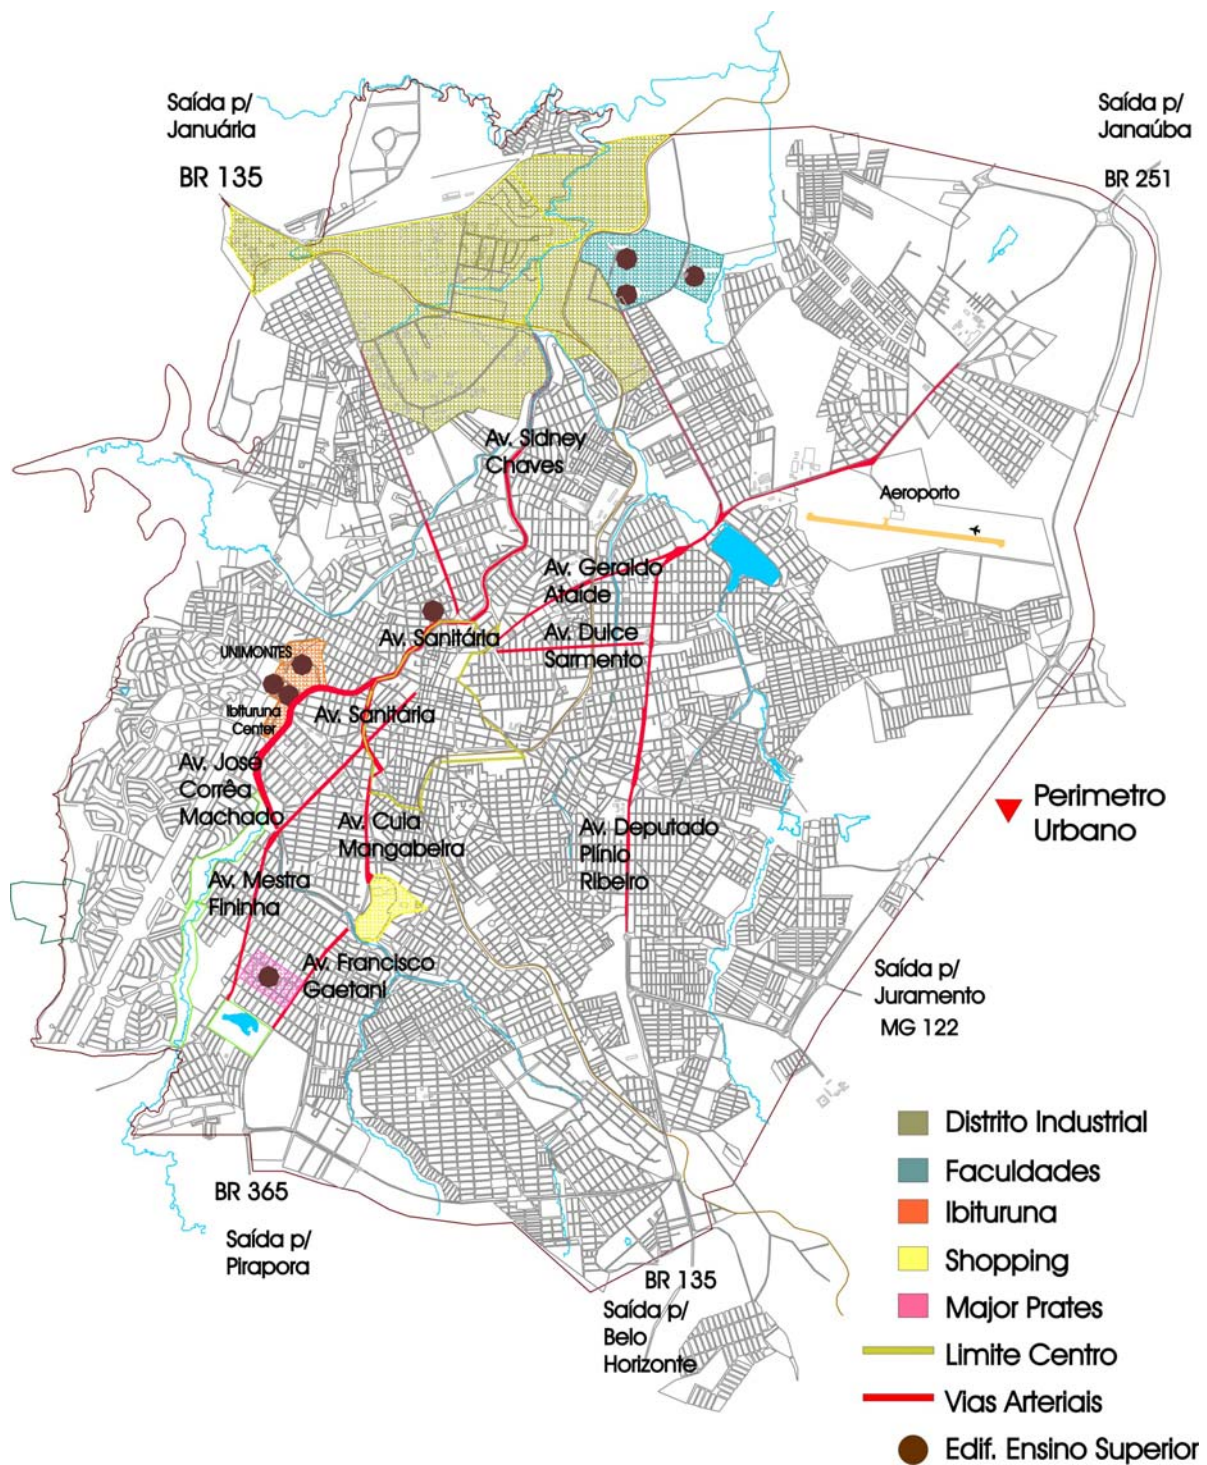 Saída p/
Januária
BR 135
Saída p/
Janaúba
BR 251
Av. Sidney
Chaves
Aeroporto
Av. Geraldo
Ataide
Av. Sanitária
Av. Dulce
Sarmento
UNIMONTES
Ibituruna
Center
Av. Sanitária
Av. José
Corrêa
Machado
Av. Cula
Mangabeira
Av. Deputado
Plínio
Ribeiro
Perimetro
Urbano
Av. Mestra
Fininha
Av. Francisco
Gaetani
Saída p/
Juramento
MG 122
BR 365
Saída p/
Pirapora
BR 135
Saída p/
Belo
Horizonte
Distrito Industrial
Faculdades
Ibituruna
Shopping
Major Prates
Limite Centro
Vias Arteriais
Edif. Ensino Superior